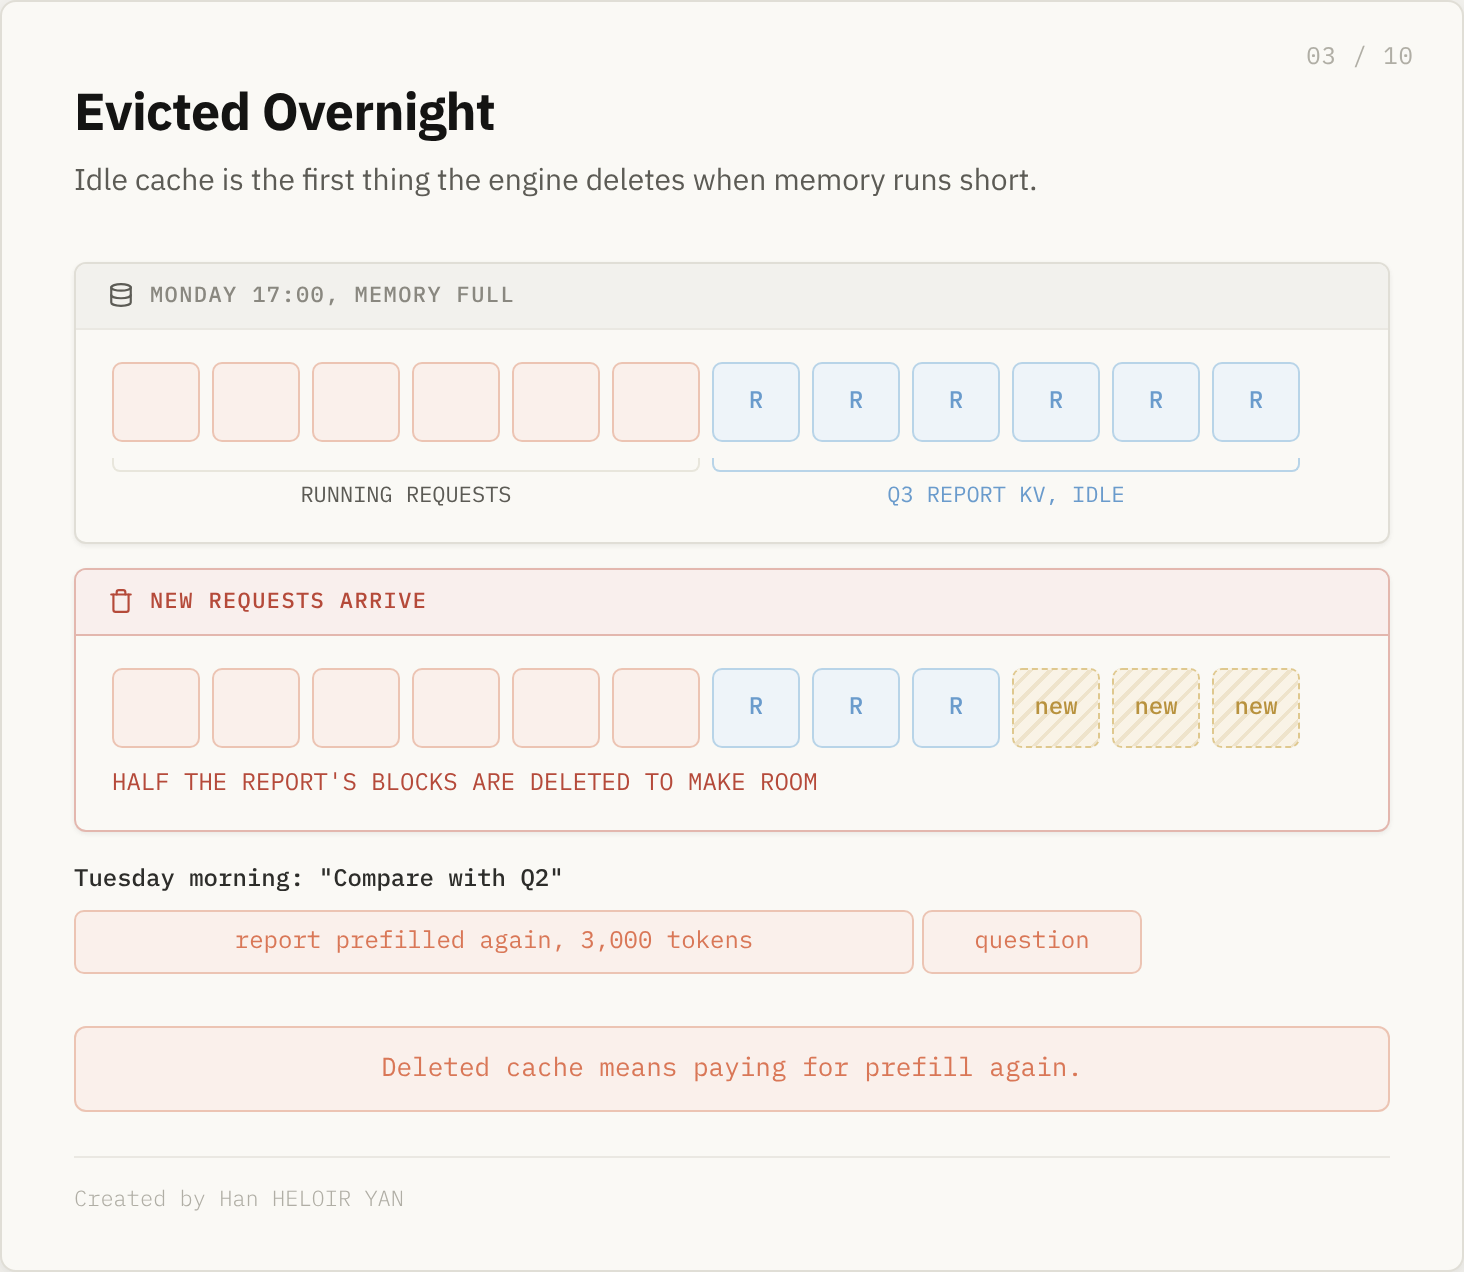 03 / 10
Evicted Overnight
Idle cache is the first thing the engine deletes when memory runs short.
MONDAY 17:00, MEMORY FULL
R R R R R R
RUNNING REQUESTS
Q3 REPORT KV, IDLE
NEW REQUESTS ARRIVE
R R R new new new
HALF THE REPORT'S BLOCKS ARE DELETED TO MAKE ROOM
Tuesday morning: "Compare with Q2"
report prefilled again, 3,000 tokens
question
Deleted cache means paying for prefill again.
Created by Han HELOIR YAN